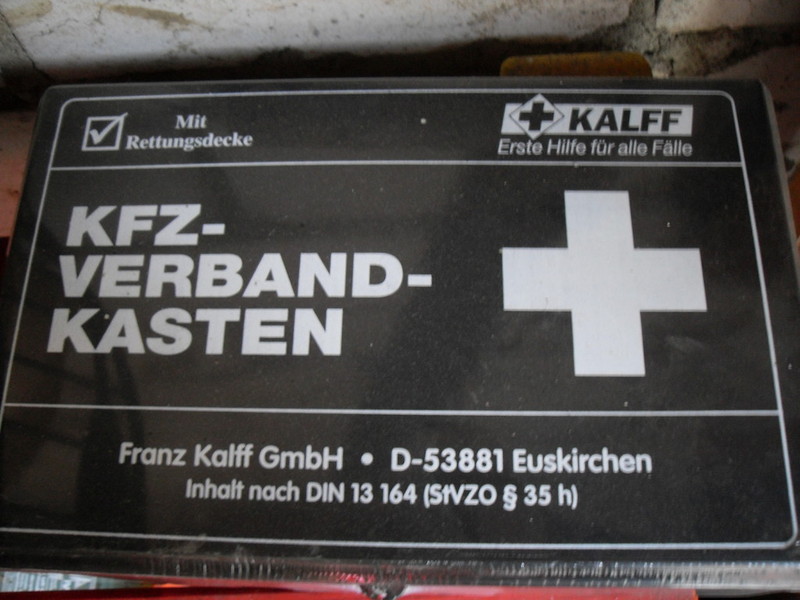 Mit
Rettungsdecke
KALFF
Erste Hilfe für alle Fälle
KFZ-
VERBAND-
KASTEN
Franz Kalff GmbH • D-53881 Euskirchen
Inhalt nach DIN 13 164 (StVZO § 35 h)